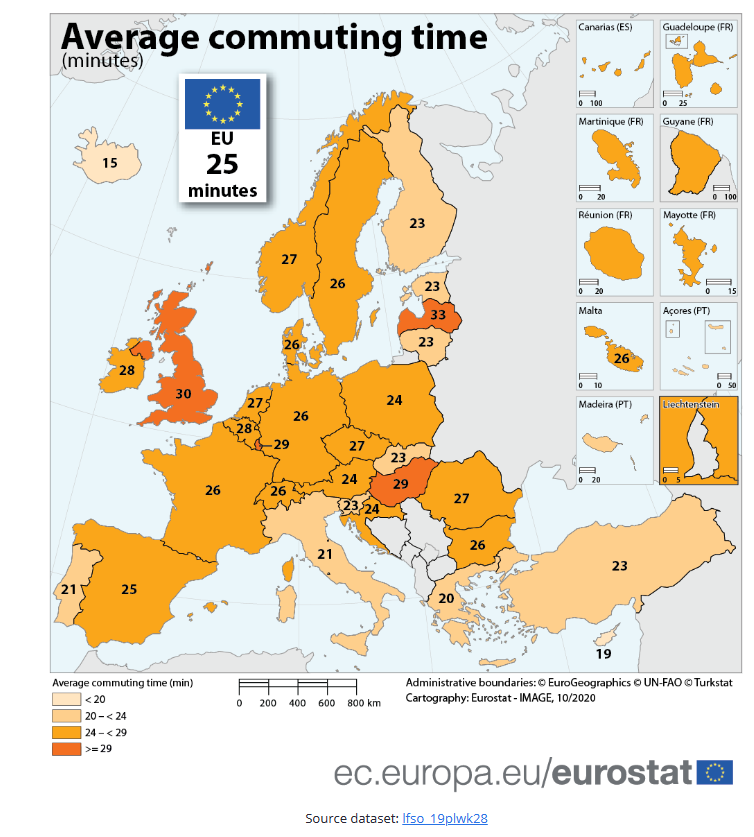 Average commuting time
(minutes)
EU
25
minutes
Canarias (ES)
0 100
Guadeloupe (FR)
0 25
Martinique (FR)
0 20
Guyane (FR)
0 100
Réunion (FR)
0 20
Mayotte (FR)
0 15
Malta
26
0 10
Açores (PT)
0 50
Madeira (PT)
0 20
Liechtenstein
0 5
15
23
27
26
23
33
23
26
28
30
27
28
29
26
24
27
23
26
26
24
29
23
24
27
26
21
21
25
20
23
19
Average commuting time (min)
< 20
20 – < 24
24 – < 29
>= 29
0 200 400 600 800 km
Administrative boundaries: © EuroGeographics © UN-FAO © Turkstat
Cartography: Eurostat - IMAGE, 10/2020
ec.europa.eu/eurostat
Source dataset: lfso_19plwk28